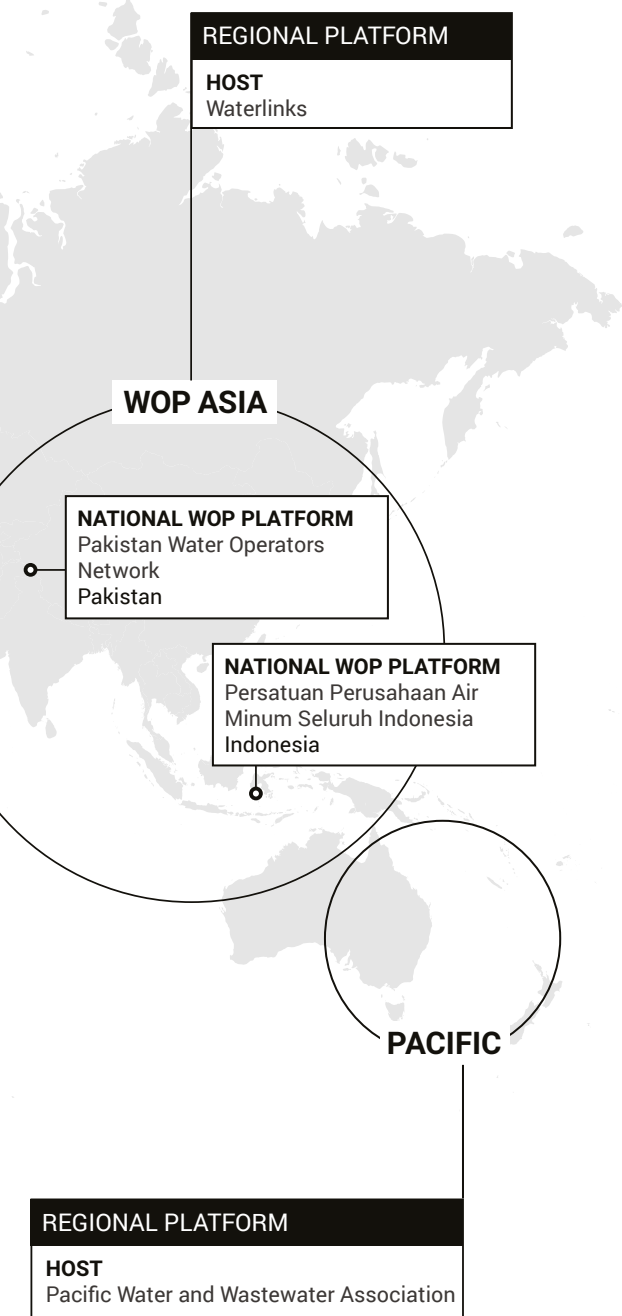 REGIONAL PLATFORM
HOST
Waterlinks
WOP ASIA
NATIONAL WOP PLATFORM
Pakistan Water Operators
Network
Pakistan
NATIONAL WOP PLATFORM
Persatuan Perusahaan Air
Minum Seluruh Indonesia
Indonesia
PACIFIC
REGIONAL PLATFORM
HOST
Pacific Water and Wastewater Association